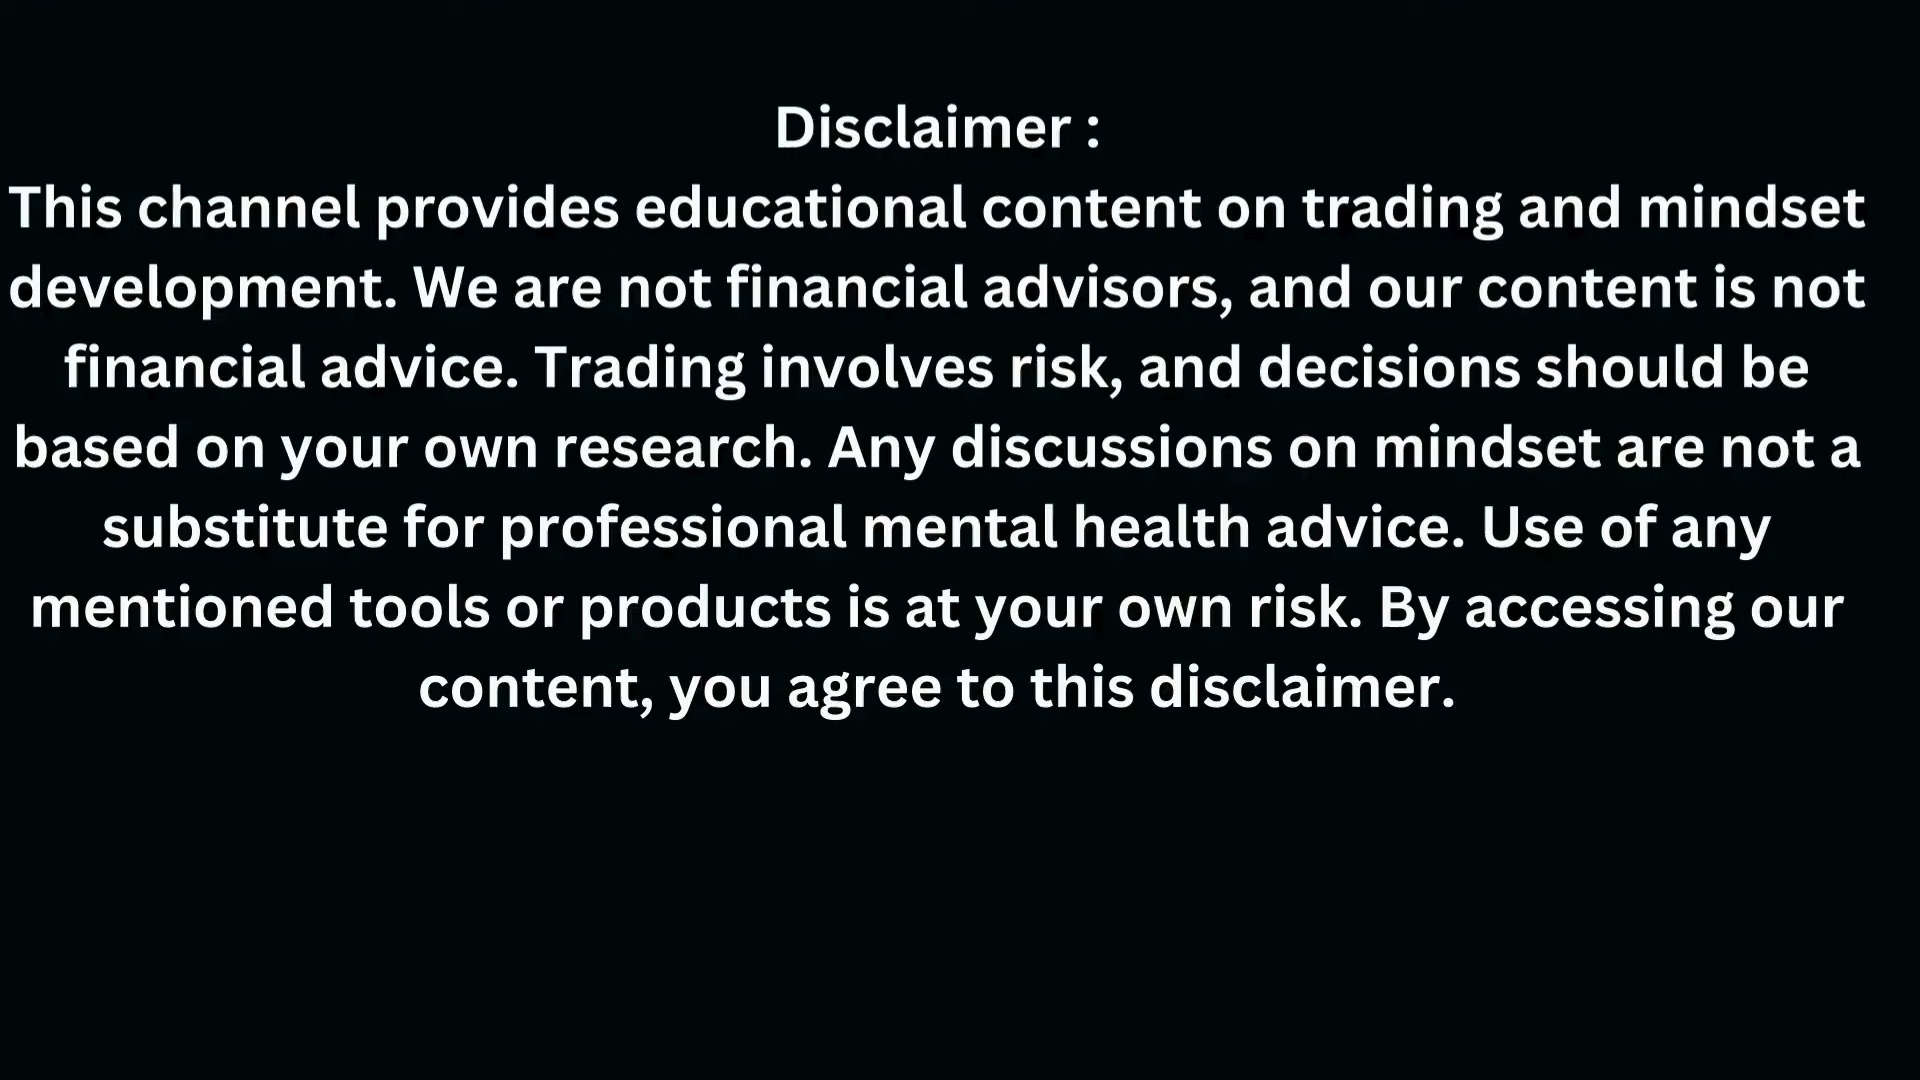 Disclaimer :
This channel provides educational content on trading and mindset
development. We are not financial advisors, and our content is not
financial advice. Trading involves risk, and decisions should be
based on your own research. Any discussions on mindset are not a
substitute for professional mental health advice. Use of any
mentioned tools or products is at your own risk. By accessing our
content, you agree to this disclaimer.